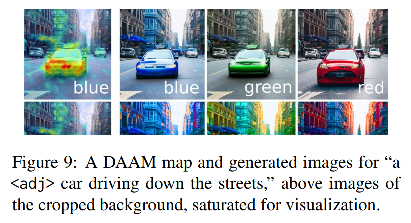 blue
blue
green
red
Figure 9: A DAAM map and generated images for “a
<adj> car driving down the streets,” above images of
the cropped background, saturated for visualization.